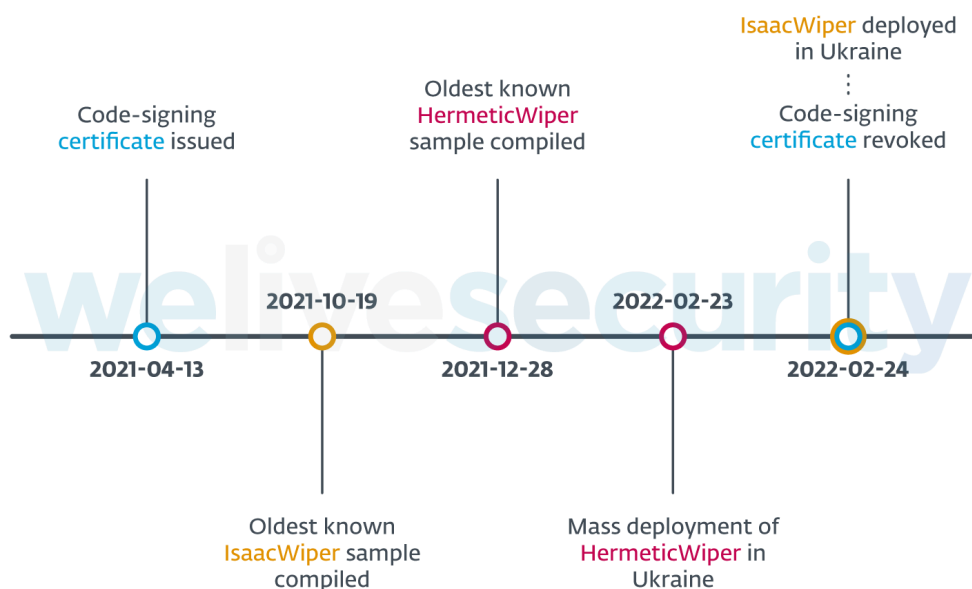 IsaacWiper deployed
in Ukraine
Code-signing
certificate revoked
Oldest known
HermeticWiper
sample compiled
Code-signing
certificate issued
welivesecurity
2021-10-19
2022-02-23
2021-04-13
2021-12-28
2022-02-24
Oldest known
IsaacWiper sample
compiled
Mass deployment of
HermeticWiper in
Ukraine